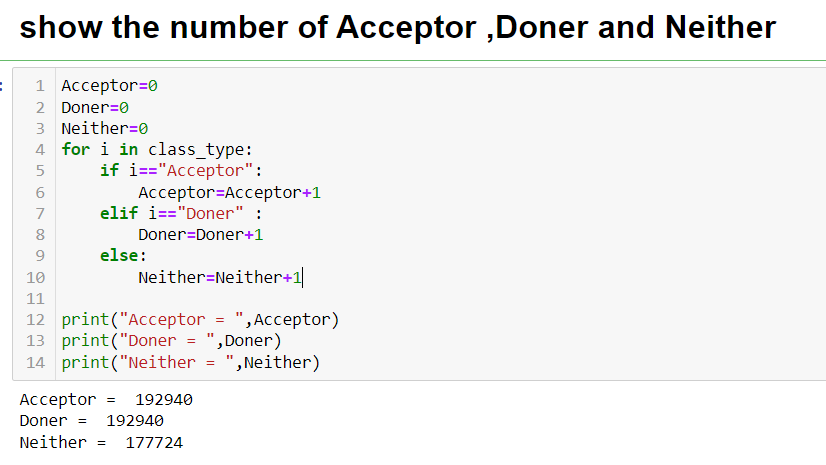 show the number of Acceptor ,Doner and Neither
:
1 Acceptor=0
2 Doner=0
3 Neither=0
4 for i in class_type:
5     if i=="Acceptor":
6         Acceptor=Acceptor+1
7     elif i=="Doner" :
8         Doner=Doner+1
9     else:
10         Neither=Neither+1
11
12 print("Acceptor = ",Acceptor)
13 print("Doner = ",Doner)
14 print("Neither = ",Neither)
Acceptor =  192940
Doner =  192940
Neither =  177724